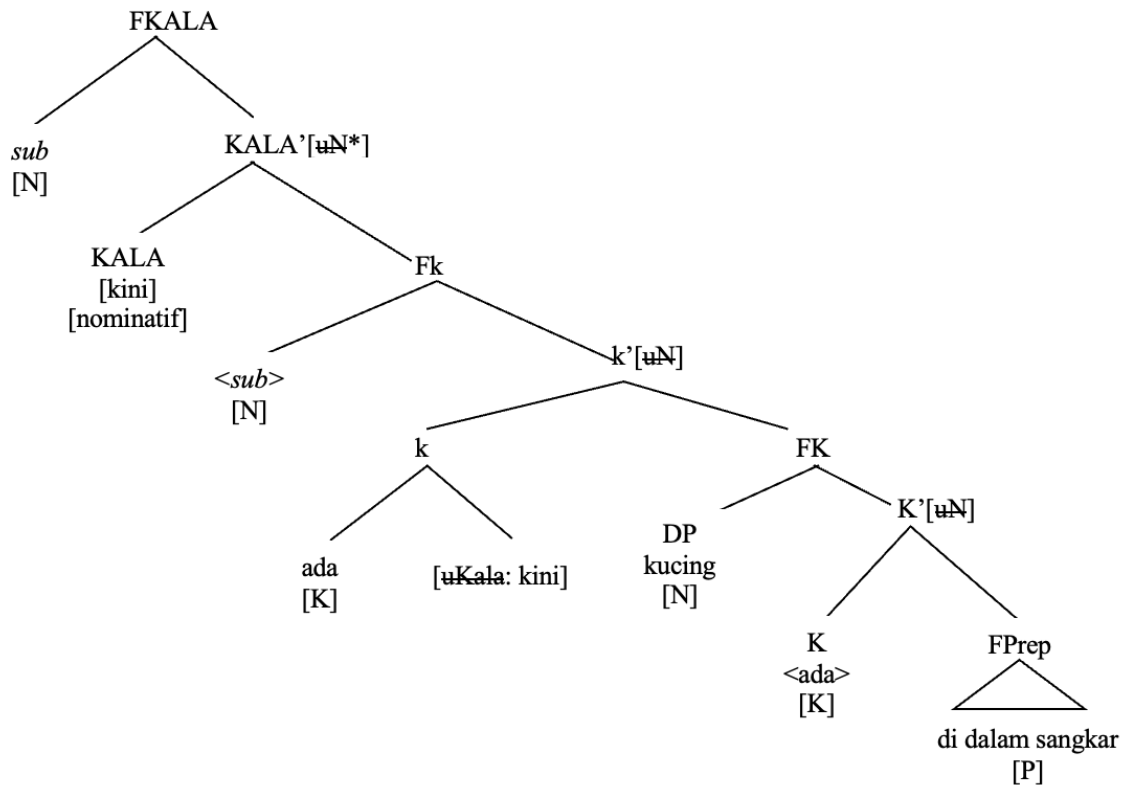 FKALA
sub
[N]
KALA’[uN*]
KALA
[kini]
[nominatif]
Fk
<sub>
[N]
k’[uN]
k
FK
ada
[K]
[uKala: kini]
DP
kucing
[N]
K’[uN]
K
<ada>
[K]
FPrep
di dalam sangkar
[P]